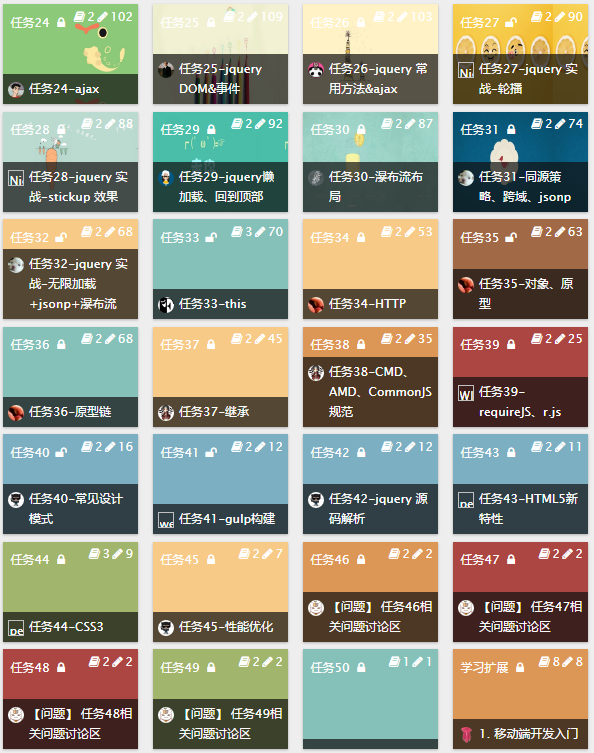 任务24 2 102
任务24-ajax
任务25 2 109
任务25-jquery
DOM&事件
任务26 2 103
任务26-jquery 常
用方法&ajax
任务27 2 90
任务27-jquery 实
战-轮播
任务28 2 88
任务28-jquery 实
战-stickup 效果
任务29 2 92
任务29-jquery懒
加载、回到顶部
任务30 2 87
任务30-瀑布流布
局
任务31 2 74
任务31-同源策
略、跨域、jsonp
任务32 2 68
任务32-jquery 实
战-无限加载
+jsonp+瀑布流
任务33 3 70
任务33-this
任务34 2 53
任务34-HTTP
任务35 2 63
任务35-对象、原
型
任务36 2 68
任务36-原型链
任务37 2 45
任务37-继承
任务38 2 35
任务38-CMD、
AMD、CommonJS
规范
任务39 2 25
任务39-
requireJS、r.js
任务40 2 16
任务40-常见设计
模式
任务41 2 12
任务41-gulp构建
任务42 2 12
任务42-jquery 源
码解析
任务43 2 11
任务43-HTML5新
特性
任务44 3 9
任务44-CSS3
任务45 2 7
任务45-性能优化
任务46 2 2
【问题】 任务46相
关问题讨论区
任务47 2 2
【问题】 任务47相
关问题讨论区
任务48 2 2
【问题】 任务48相
关问题讨论区
任务49 2 2
【问题】 任务49相
关问题讨论区
任务50 1 1
学习扩展 8 8
1. 移动端开发入门